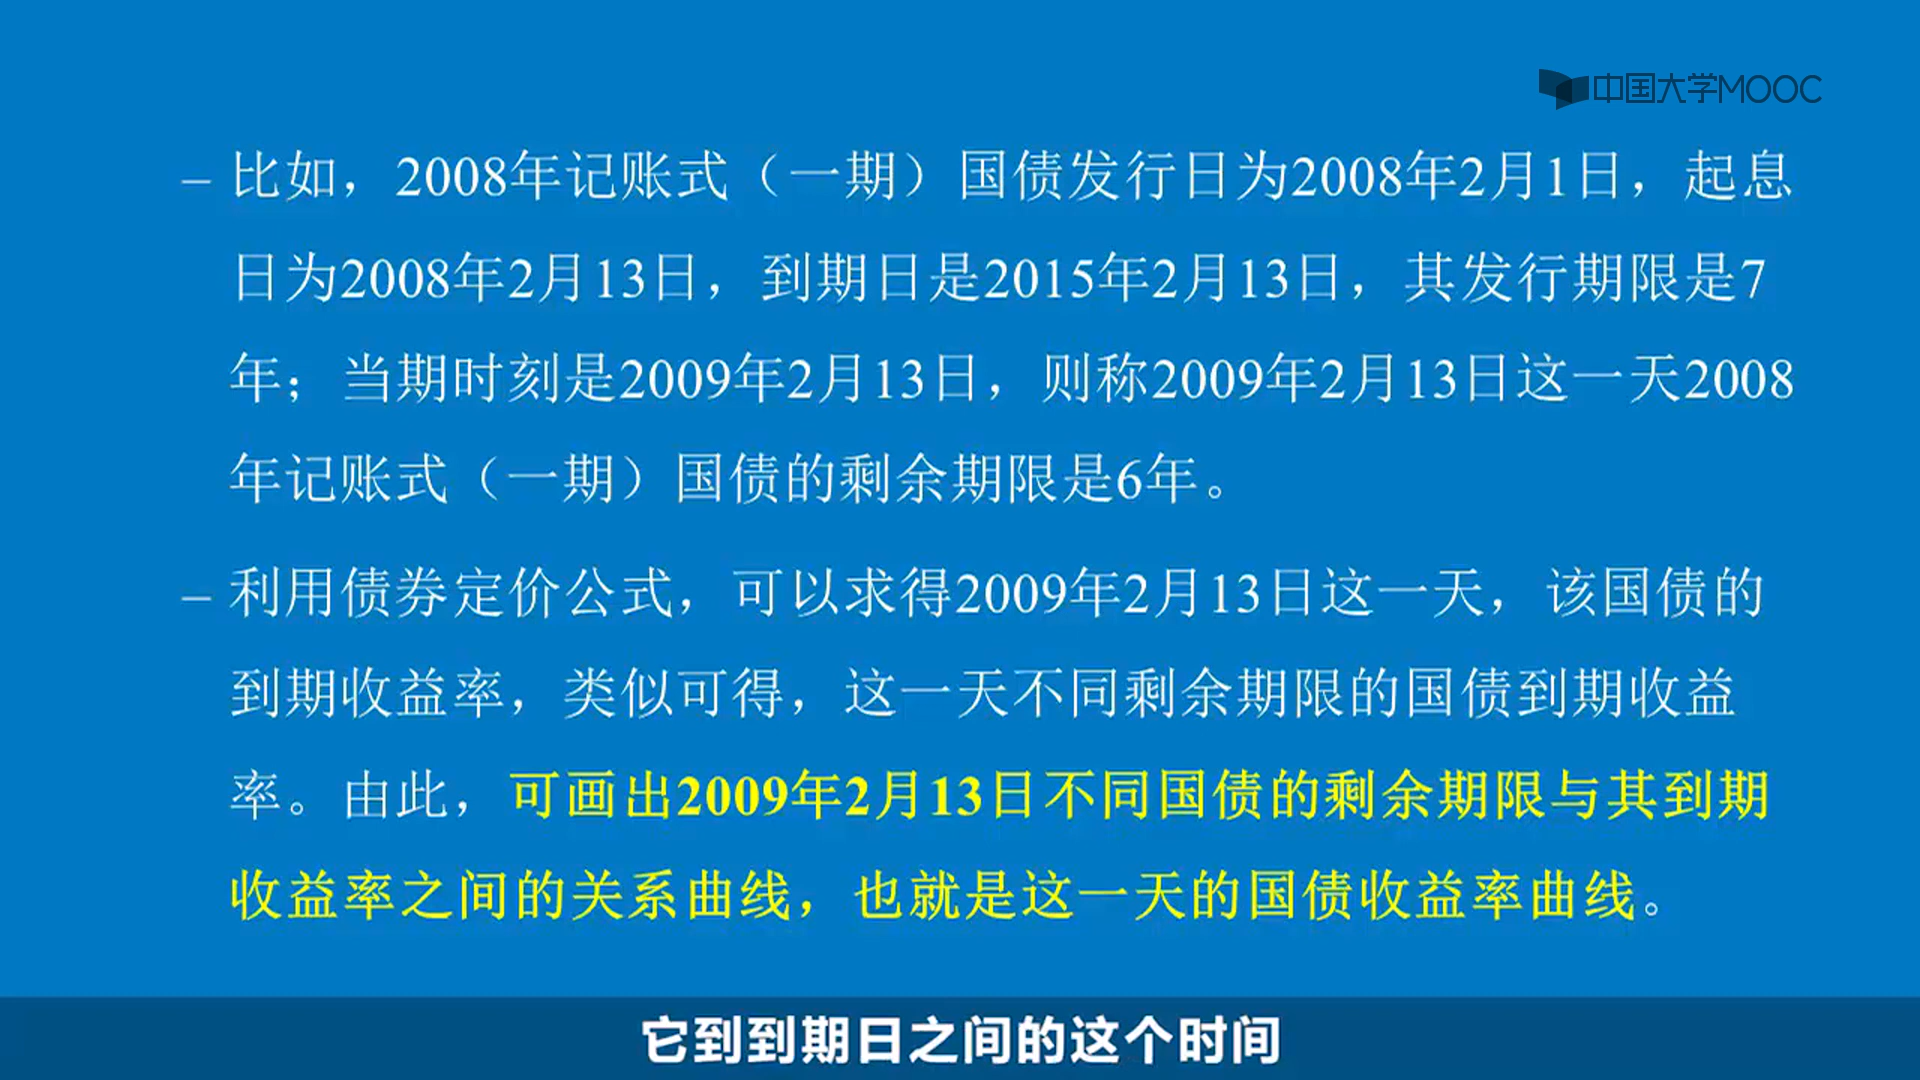 中国大学MOOC
– 比如，2008年记账式（一期）国债发行日为2008年2月1日，起息
日为2008年2月13日，到期日是2015年2月13日，其发行期限是7
年；当期时刻是2009年2月13日，则称2009年2月13日这一天2008
年记账式（一期）国债的剩余期限是6年。
– 利用债券定价公式，可以求得2009年2月13日这一天，该国债的
到期收益率，类似可得，这一天不同剩余期限的国债到期收益
率。由此，可画出2009年2月13日不同国债的剩余期限与其到期
收益率之间的关系曲线，也就是这一天的国债收益率曲线。
它到到期日之间的这个时间